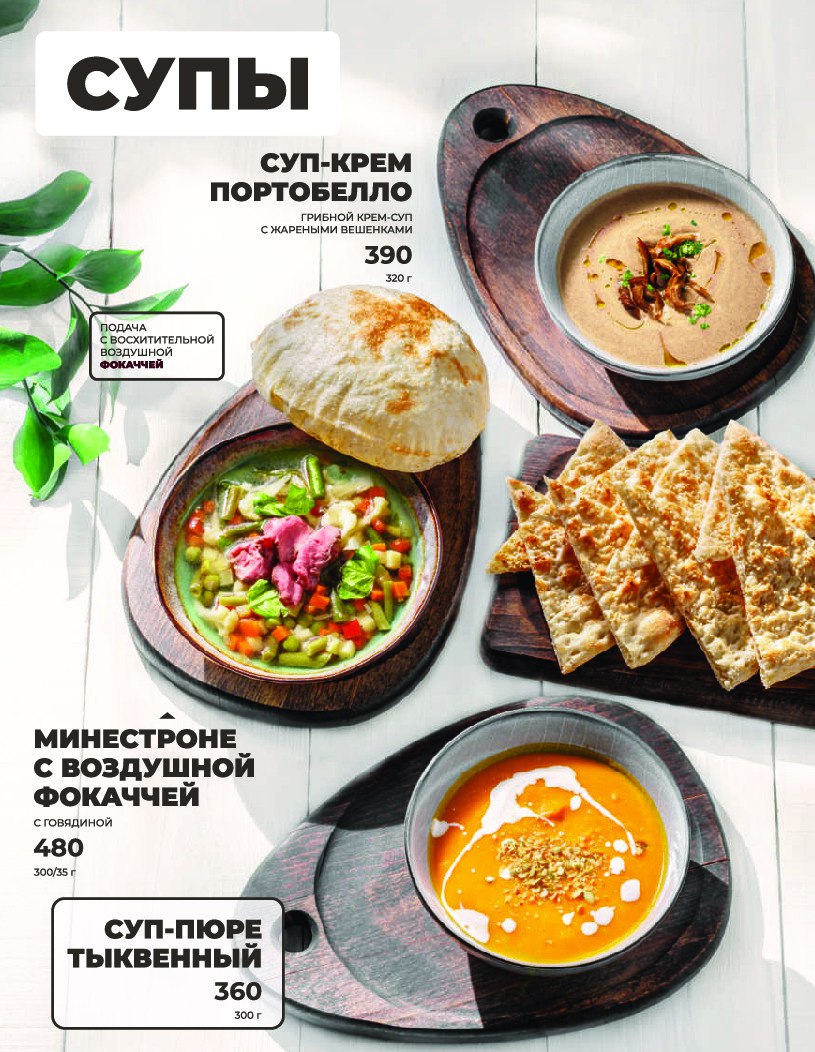 СУПЫ
СУП-КРЕМ
ПОРТОБЕЛЛО
ГРИБНОЙ КРЕМ-СУП
С ЖАРЕНЫМИ ВЕШЕНКАМИ
390
320 г
ПОДАЧА
С ВОСХИТИТЕЛЬНОЙ
ВОЗДУШНОЙ
ФОКАЧЧЕЙ
МИНЕСТРОНЕ
С ВОЗДУШНОЙ
ФОКАЧЧЕЙ
С ГОВЯДИНОЙ
480
300/35 г
СУП-ПЮРЕ
ТЫКВЕННЫЙ
360
300 г